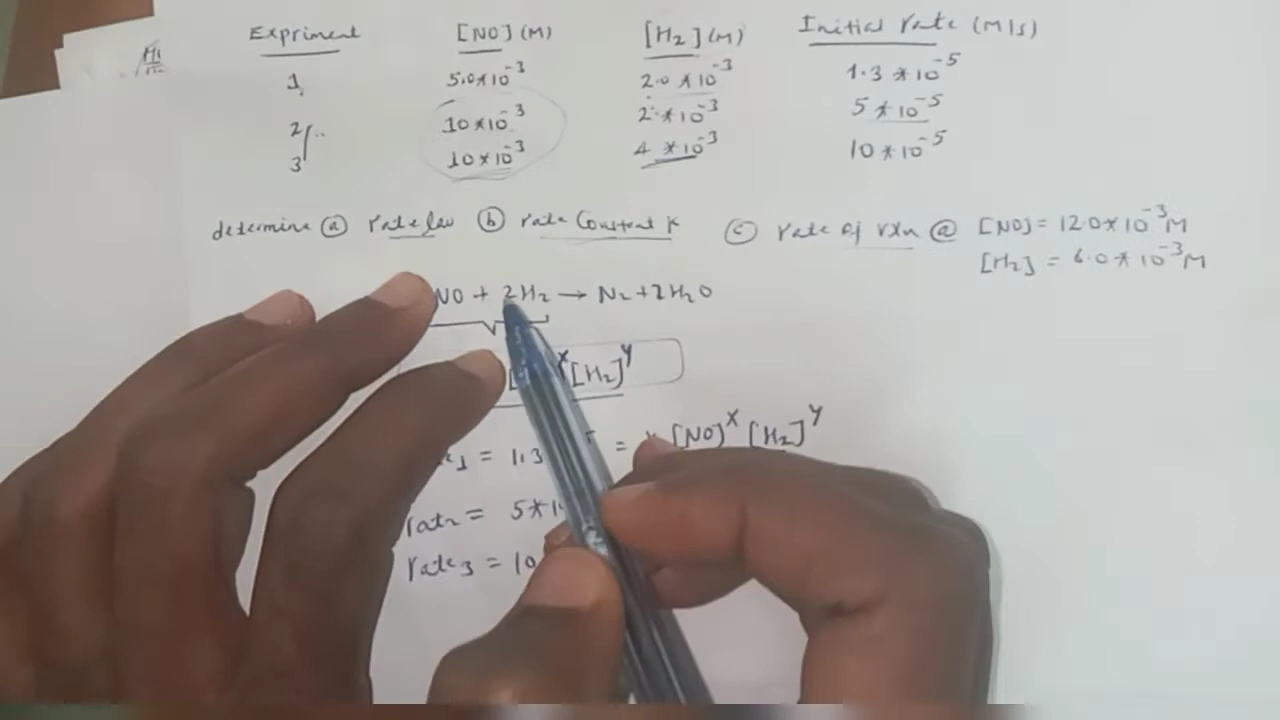 Expriment [NO](M) [H2](M) Initial rate (M/s)
1. 5.0*10^-3 2.0*10^-3 1.3*10^-5
2 10*10^-3 2.*10^-3 5*10^-5
3 10*10^-3 4*10^-3 10*10^-5
determine (a) rate law (b) rate Constant K (c) rate of rxn @ [NO] = 12.0*10^-3 M
[H2] = 6.0*10^-3 M
NO + 2H2 → N2 + 2H2O
[H2]^y
= 1.3 = [NO]^x [H2]^y
rate2 = 5*1
rate3 = 10